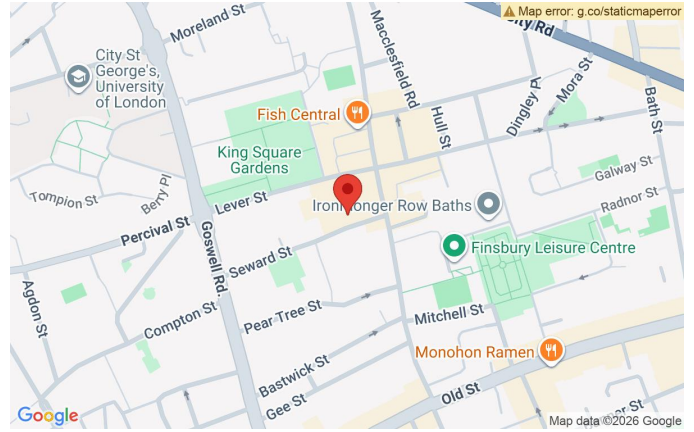 Map error: g.co/staticmaperror
City Rd
Moreland St
Macclesfield Rd
City St
George's,
University
of London
Fish Central
Hull St
Dingley Pl
Mora St
Bath St
King Square
Gardens
Galway St
Tompion St
Berry Pl
Lever St
Ironmonger Row Baths
Radnor St
Percival St
Goswell Rd.
Seward St
Finsbury Leisure Centre
Agdon St
Compton St
Pear Tree St
Mitchell St
Monohon Ramen
Bastwick St
Old St
Gee St
Google
Map data ©2026 Google